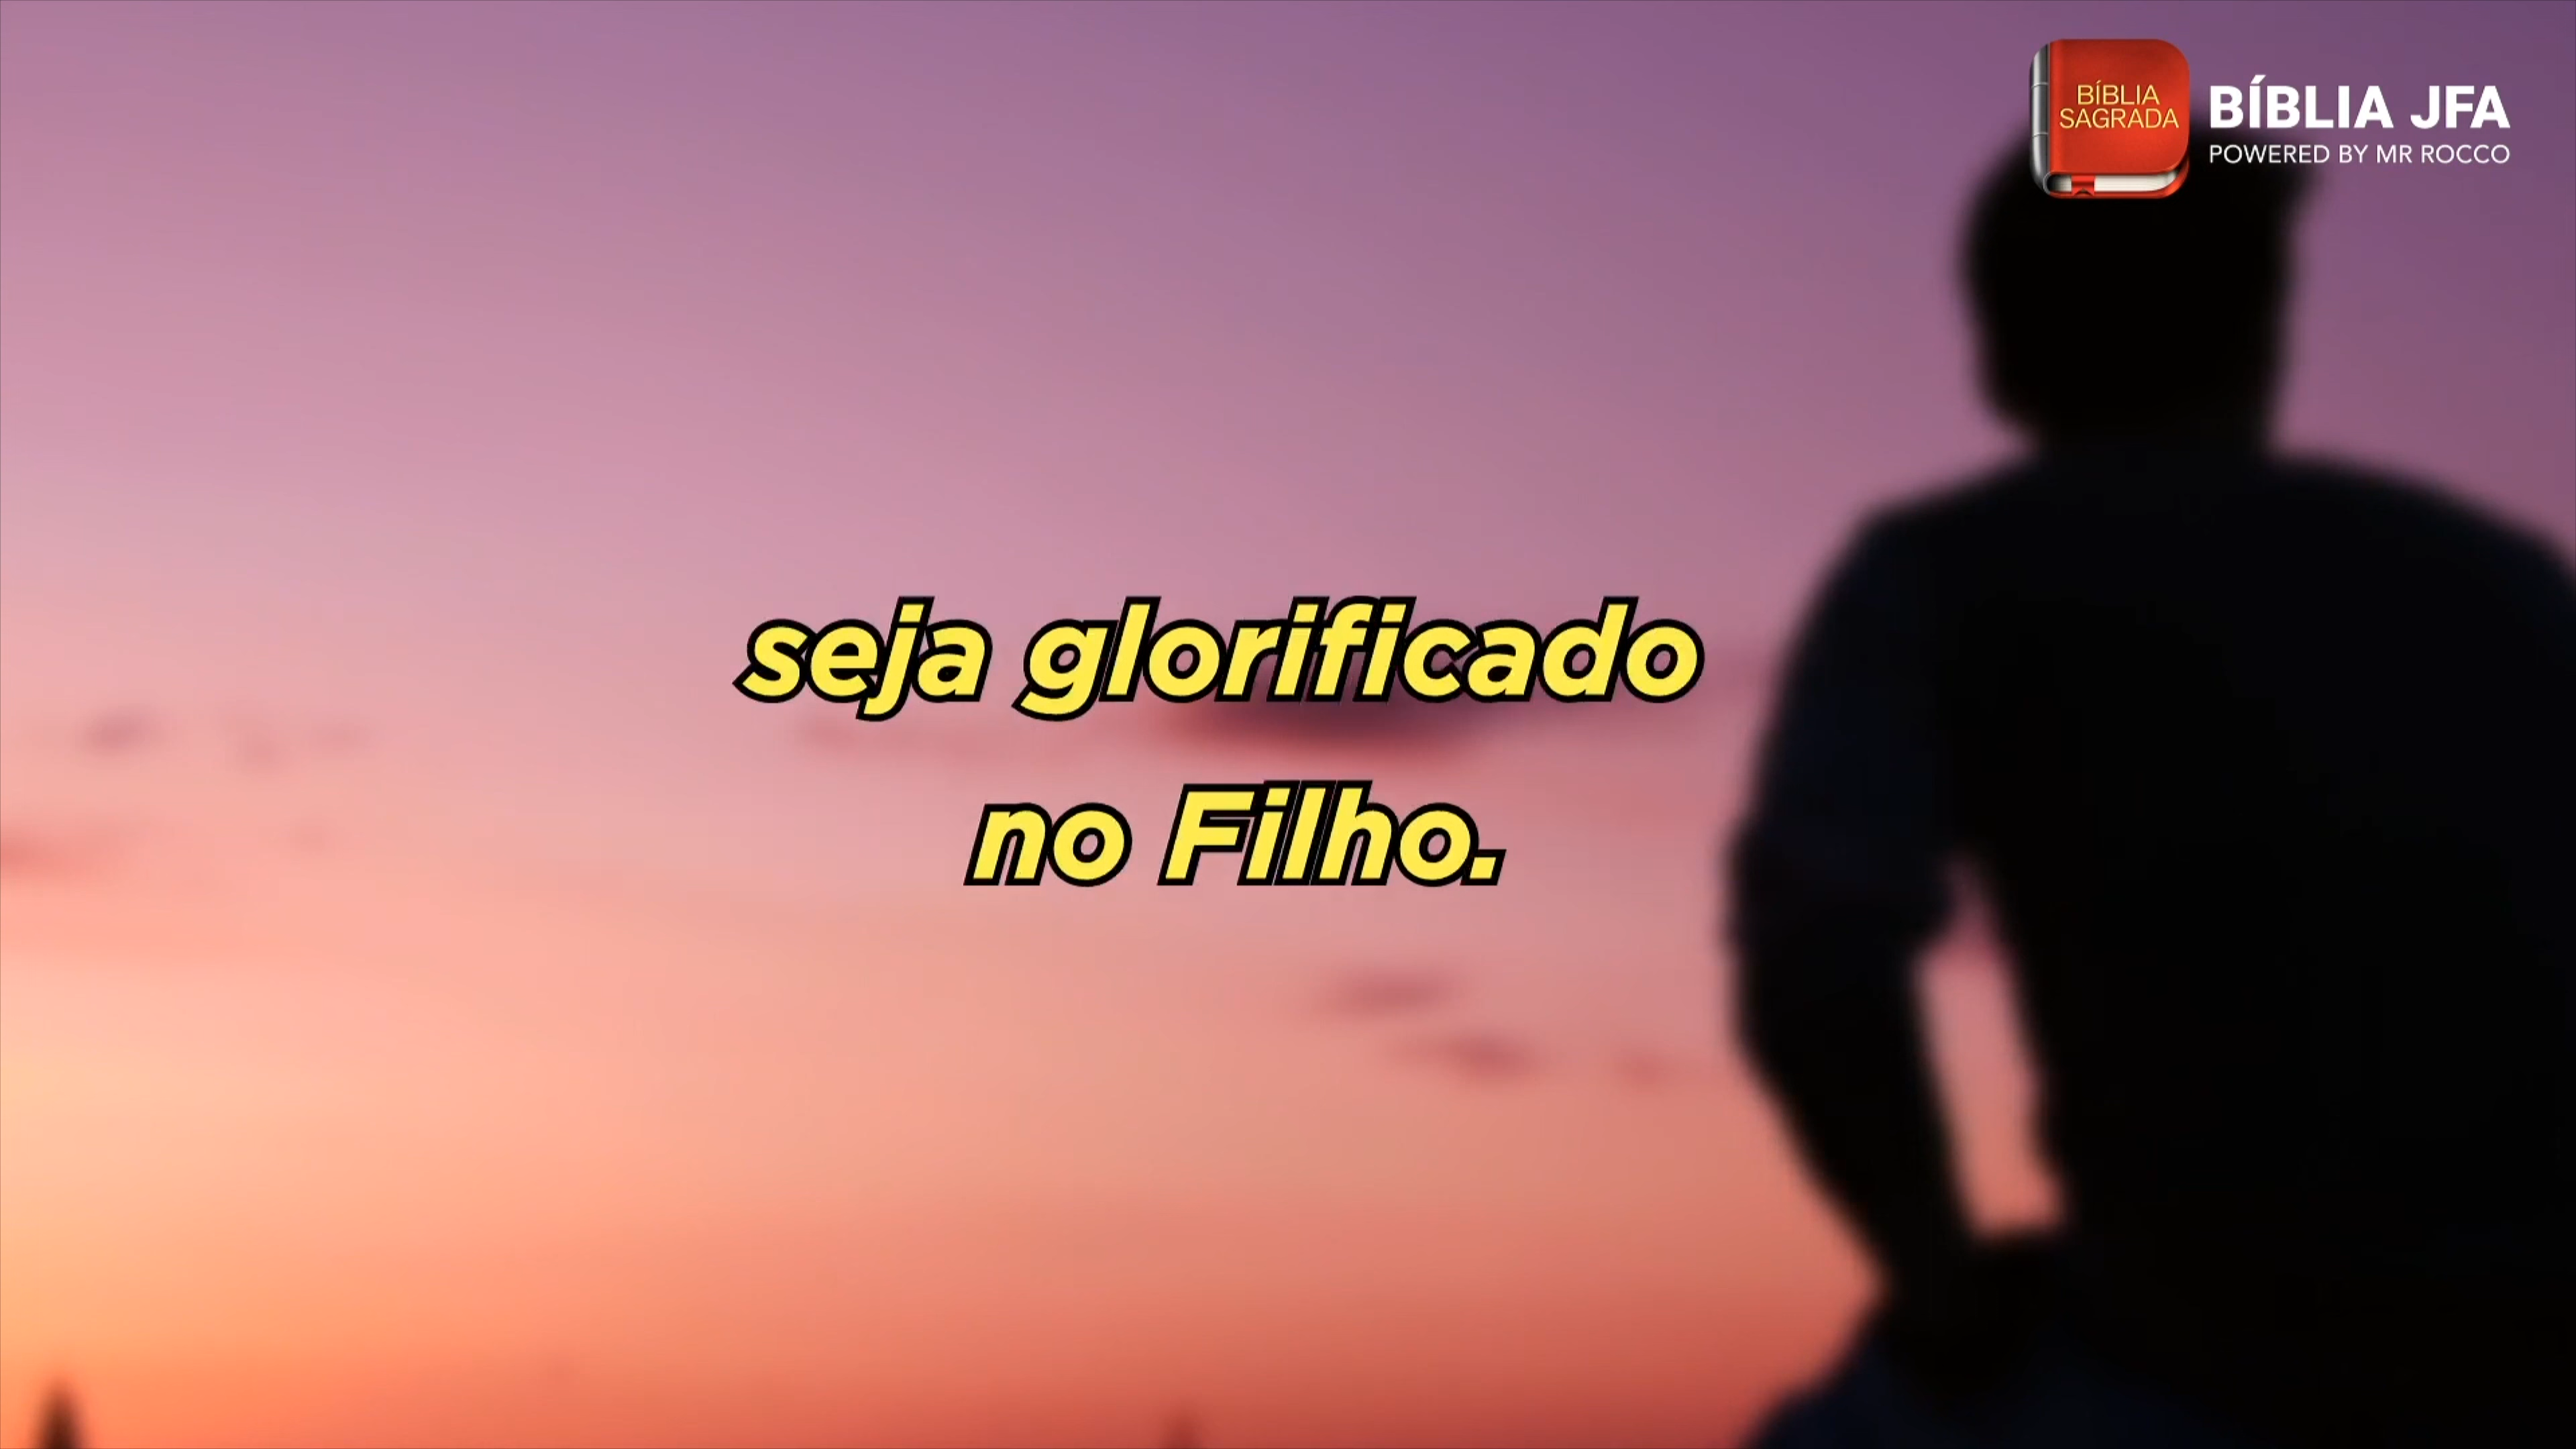 BÍBLIA
SAGRADA
BÍBLIA JFA
POWERED BY MR ROCCO
seja glorificado
no Filho.